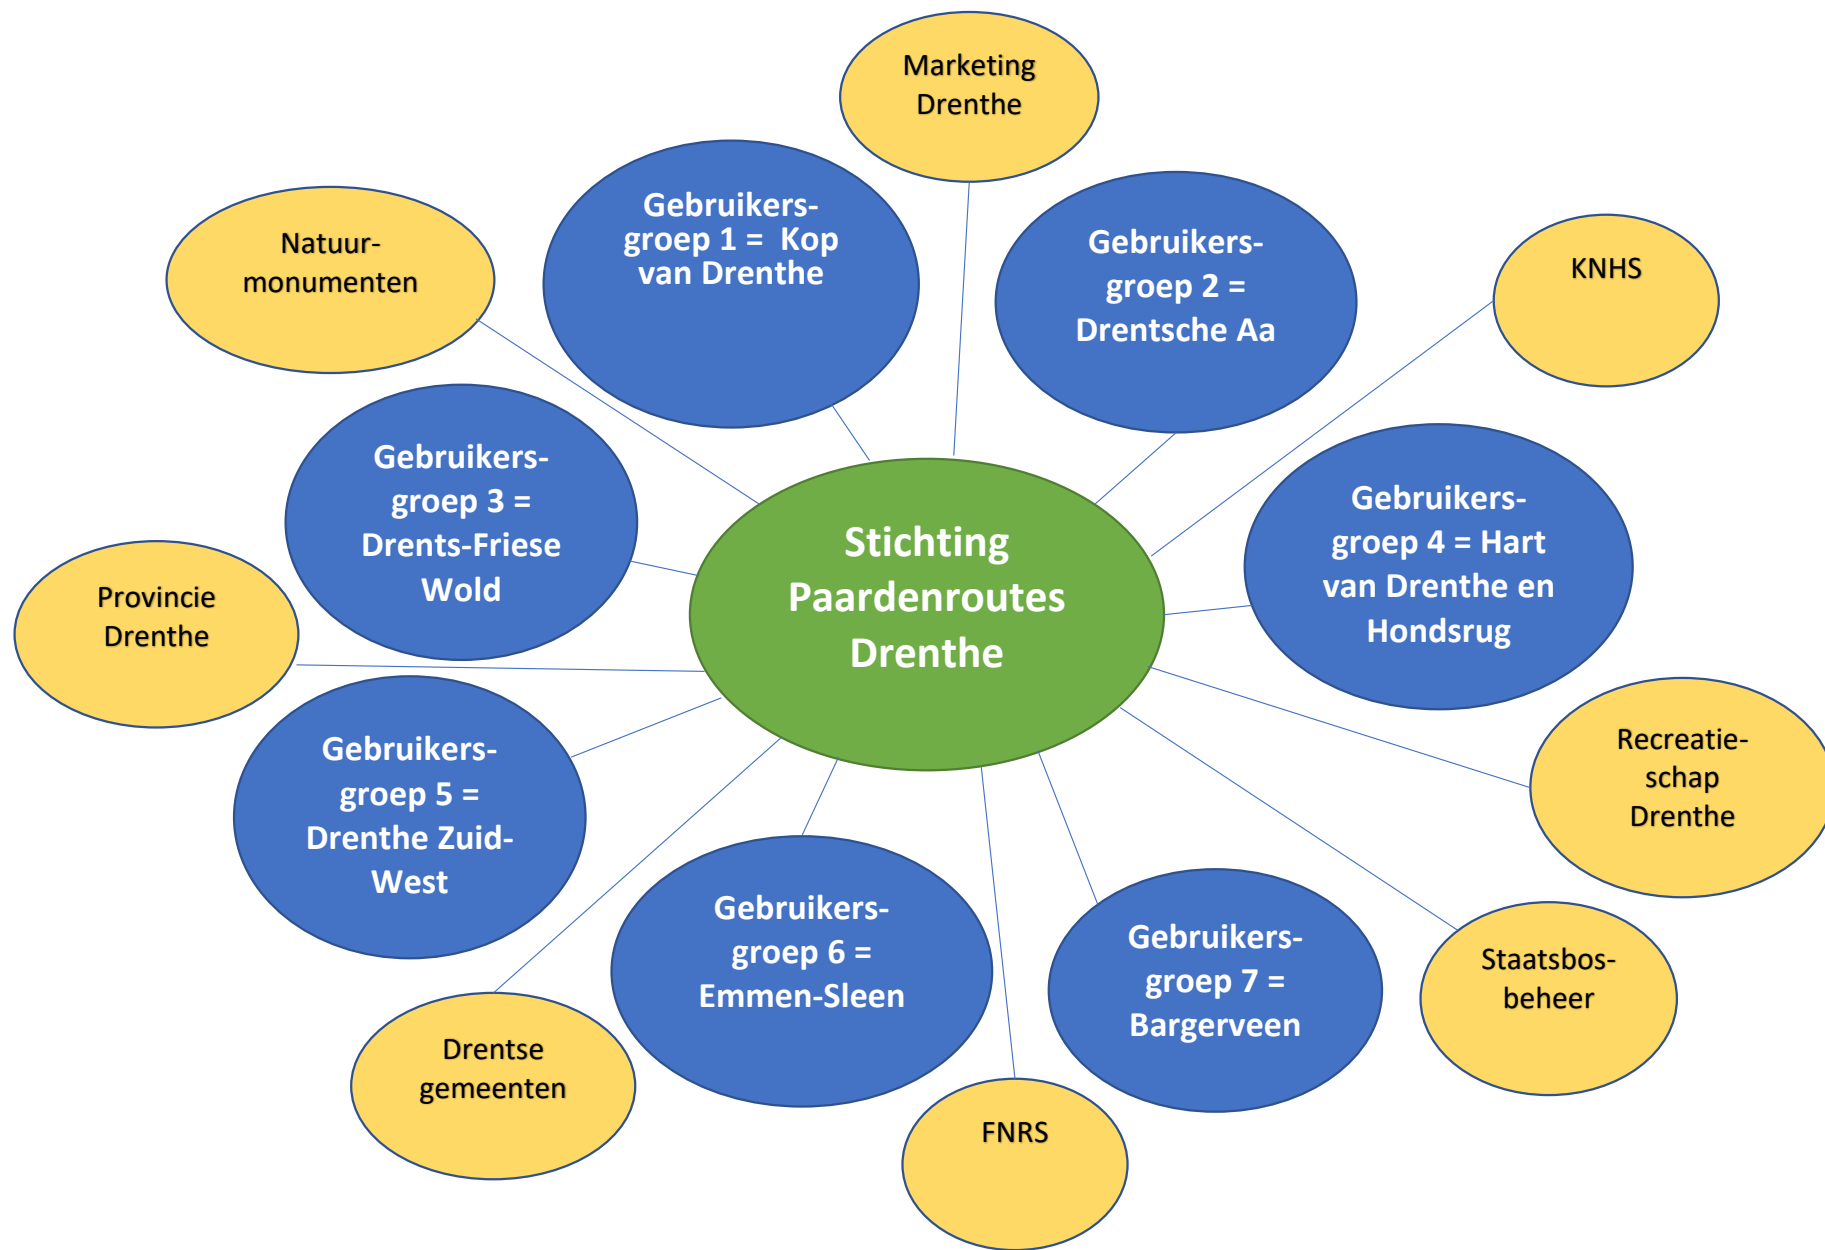 Marketing
Drenthe
Gebruikers-
groep 1 =  Kop
van Drenthe
Gebruikers-
groep 2 =
Drentsche Aa
Natuur-
monumenten
KNHS
Gebruikers-
groep 3 =
Drents-Friese
Wold
Stichting
Paardenroutes
Drenthe
Gebruikers-
groep 4 = Hart
van Drenthe en
Hondsrug
Provincie
Drenthe
Gebruikers-
groep 5 =
Drenthe Zuid-
West
Recreatie-
schap
Drenthe
Gebruikers-
groep 6 =
Emmen-Sleen
Gebruikers-
groep 7 =
Bargerveen
Staatsbos-
beheer
Drentse
gemeenten
FNRS